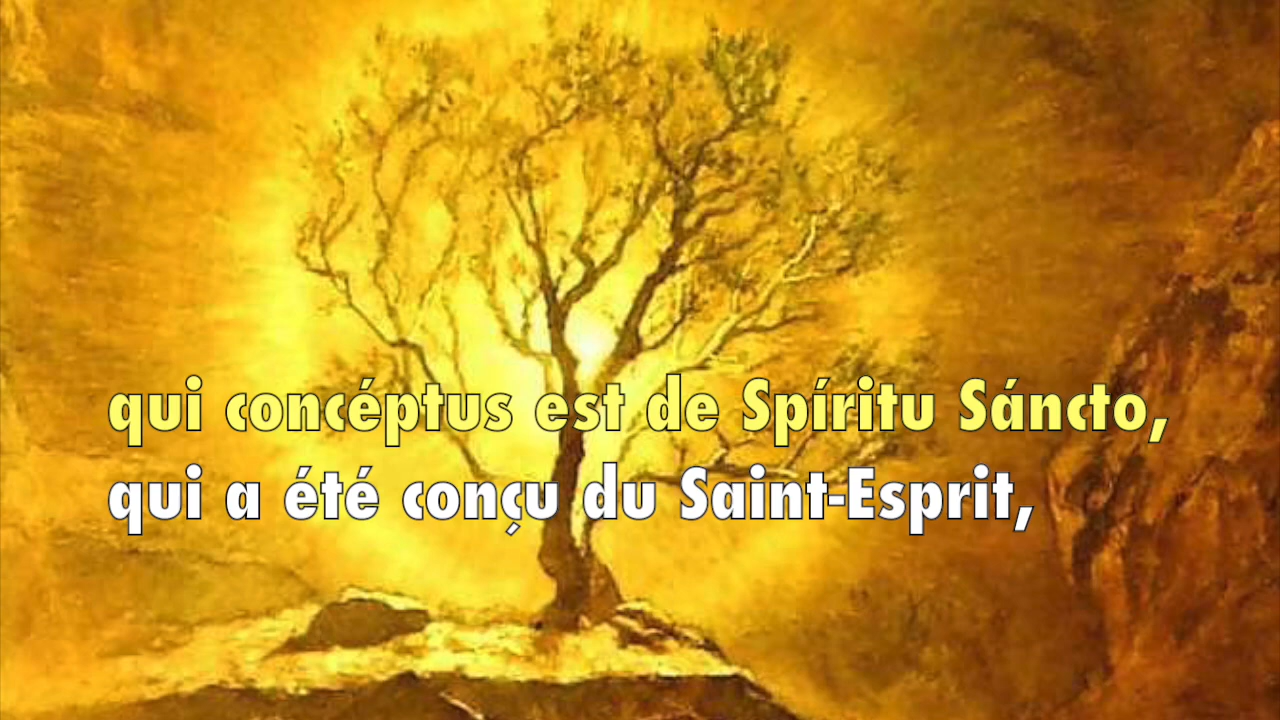 qui concéptus est de Spíritu Sáncto,
qui a été conçu du Saint-Esprit,